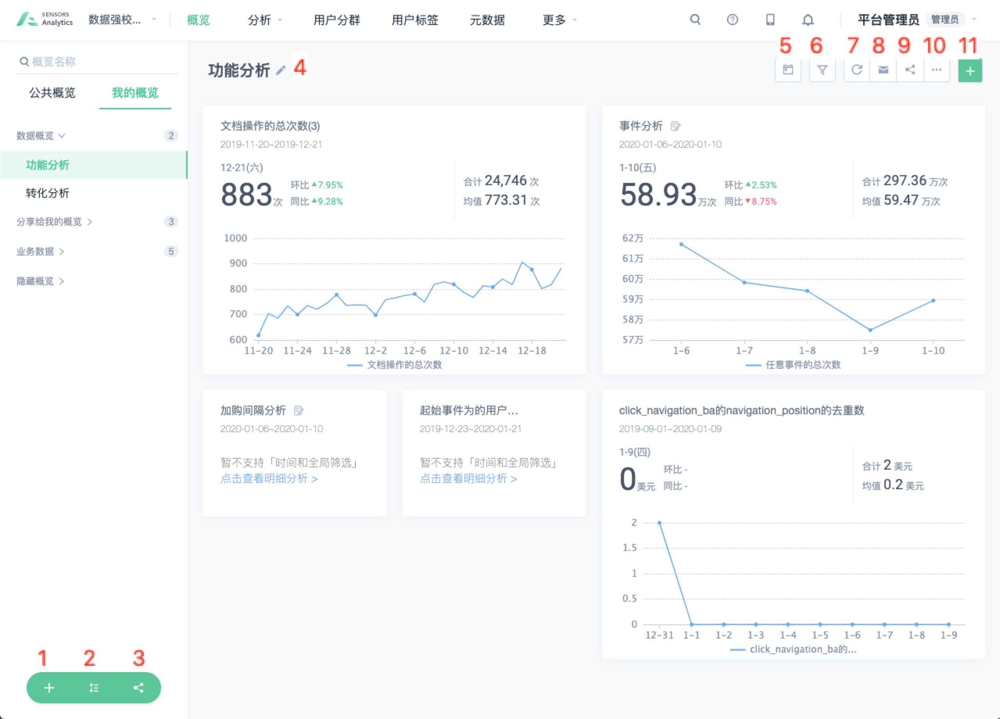 SENSORS
Analytics
数据强校...
概览
分析
用户分群
用户标签
元数据
更多
平台管理员
管理员
概览名称
公共概览
我的概览
数据概览
2
功能分析
转化分析
分享给我的概览
3
业务数据
5
隐藏概览
1
2
3
功能分析
4
5
6
7
8
9
10
11
文档操作的总次数(3)
2019-11-20~2019-12-21
12-21(六)
883次
环比 7.95%
同比 9.28%
合计 24,746 次
均值 773.31 次
1000
900
800
700
600
11-20 11-24 11-28 12-2 12-6 12-10 12-14 12-18
文档操作的总次数
事件分析
2020-01-06~2020-01-10
1-10(五)
58.93万次
环比 2.53%
同比 8.75%
合计 297.36 万次
均值 59.47 万次
62万
61万
60万
59万
58万
57万
1-6 1-7 1-8 1-9 1-10
任意事件的总次数
加购间隔分析
2020-01-06~2020-01-10
暂不支持「时间和全局筛选」
点击查看明细分析 >
起始事件为的用户...
2019-12-23~2020-01-21
暂不支持「时间和全局筛选」
点击查看明细分析 >
click_navigation_ba的navigation_position的去重数
2019-09-01~2020-01-09
1-9(四)
0美元
环比 -
同比 -
合计 2 美元
均值 0.2 美元
2
1.5
1
0.5
0
12-31 1-1 1-2 1-3 1-4 1-5 1-6 1-7 1-8 1-9
click_navigation_ba的...